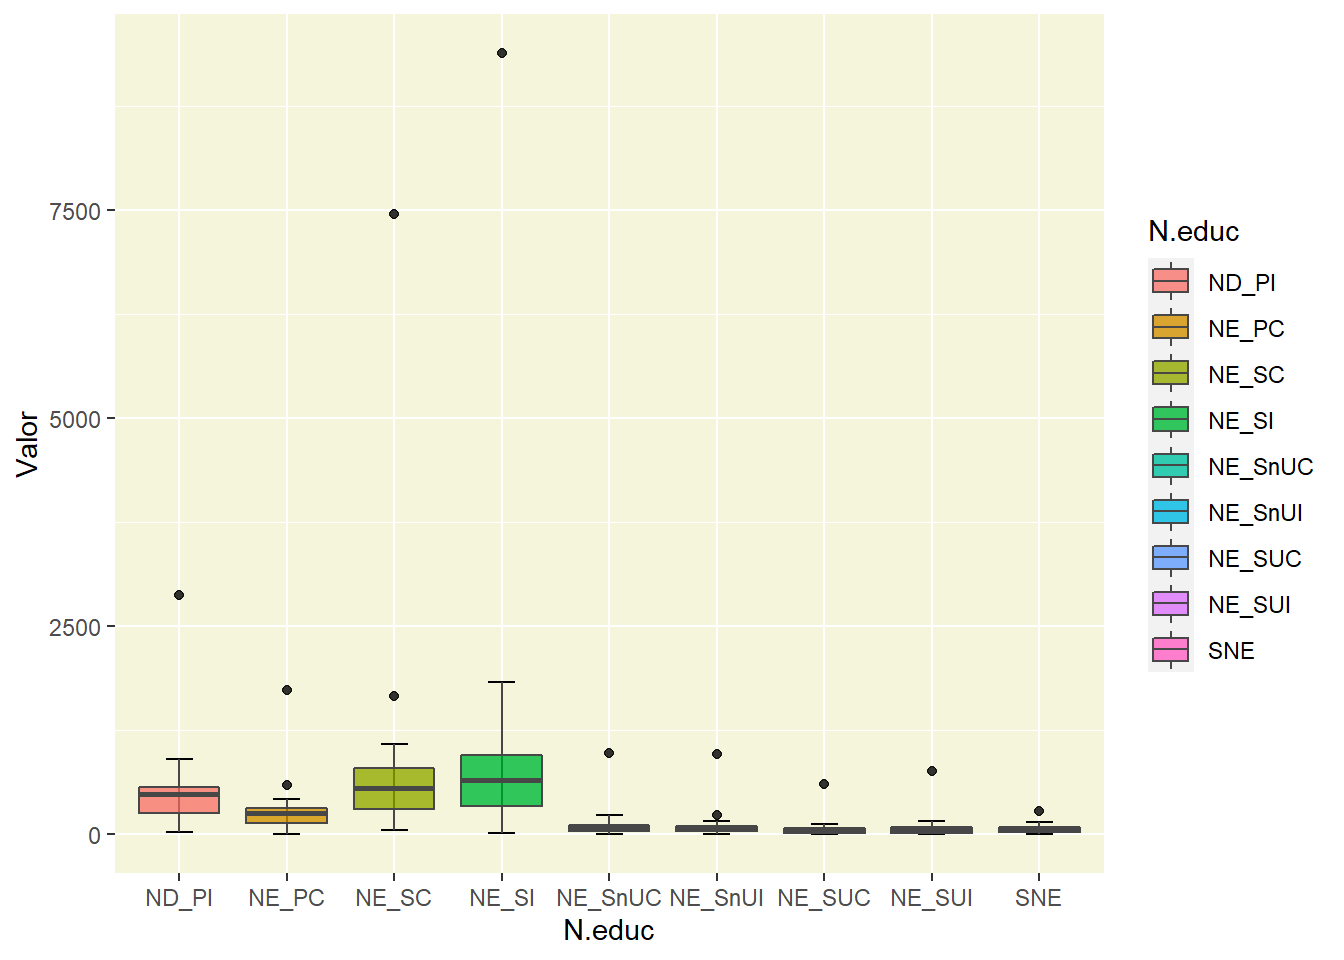 Valor
7500
5000
2500
0
ND_PI NE_PC NE_SC NE_SI NE_SnUC NE_SnUI NE_SUC NE_SUI SNE
N.educ
N.educ
ND_PI
NE_PC
NE_SC
NE_SI
NE_SnUC
NE_SnUI
NE_SUC
NE_SUI
SNE